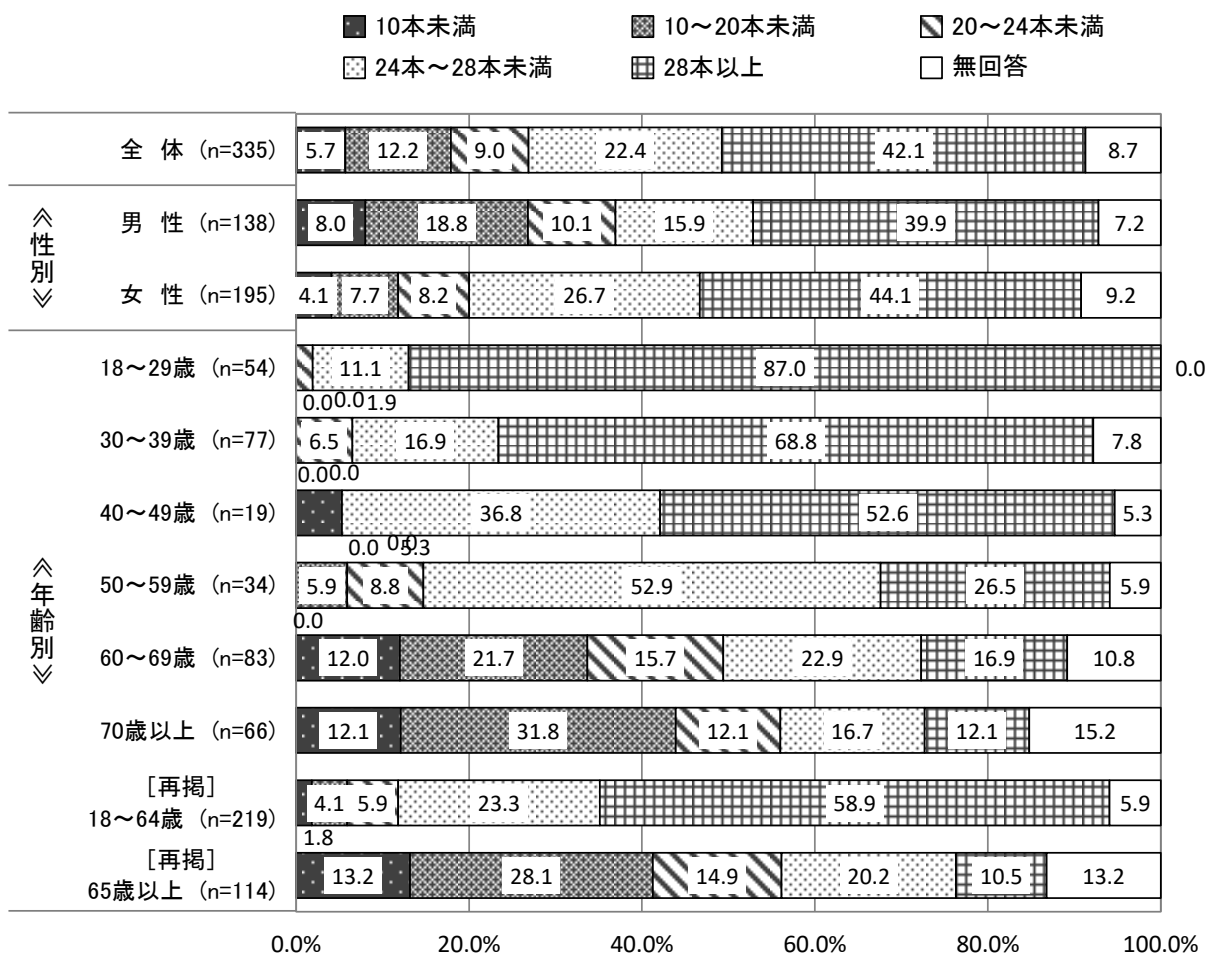 10本未満 10～20本未満 20～24本未満
24本～28本未満 28本以上 無回答
全 体 (n=335) 5.7 12.2 9.0 22.4 42.1 8.7
≪性別≫
男 性 (n=138) 8.0 18.8 10.1 15.9 39.9 7.2
女 性 (n=195) 4.1 7.7 8.2 26.7 44.1 9.2
≪年齢別≫
18～29歳 (n=54) 11.1 87.0 0.0
0.0 0.0 1.9
30～39歳 (n=77) 6.5 16.9 68.8 7.8
0.0 0.0
40～49歳 (n=19) 36.8 52.6 5.3
0.0 0.0 5.3
50～59歳 (n=34) 5.9 8.8 52.9 26.5 5.9
0.0
60～69歳 (n=83) 12.0 21.7 15.7 22.9 16.9 10.8
70歳以上 (n=66) 12.1 31.8 12.1 16.7 12.1 15.2
［再掲］
18～64歳 (n=219) 4.1 5.9 23.3 58.9 5.9
1.8
［再掲］
65歳以上 (n=114) 13.2 28.1 14.9 20.2 10.5 13.2
0.0% 20.0% 40.0% 60.0% 80.0% 100.0%